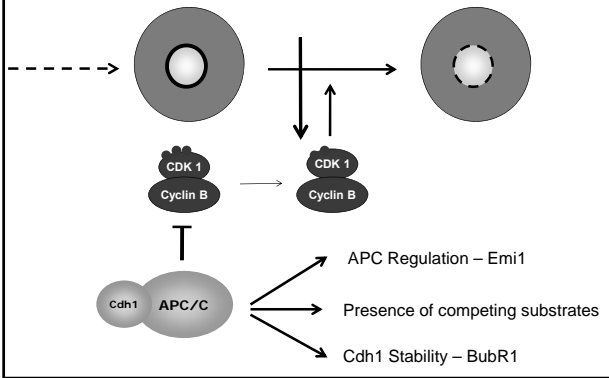 CDK 1
Cyclin B
CDK 1
Cyclin B
Cdh1
APC/C
APC Regulation – Emi1
Presence of competing substrates
Cdh1 Stability – BubR1